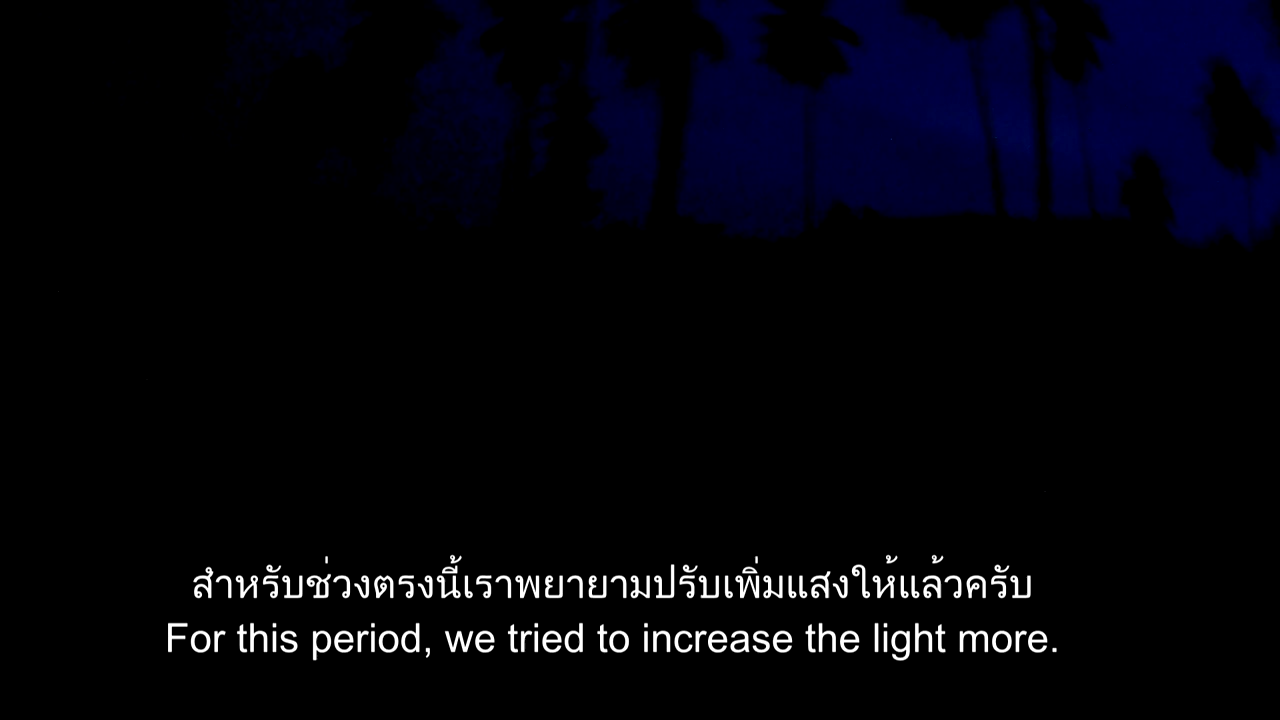 สำหรับช่วงตรงนี้เราพยายามปรับเพิ่มแสงให้แล้วครับ
For this period, we tried to increase the light more.